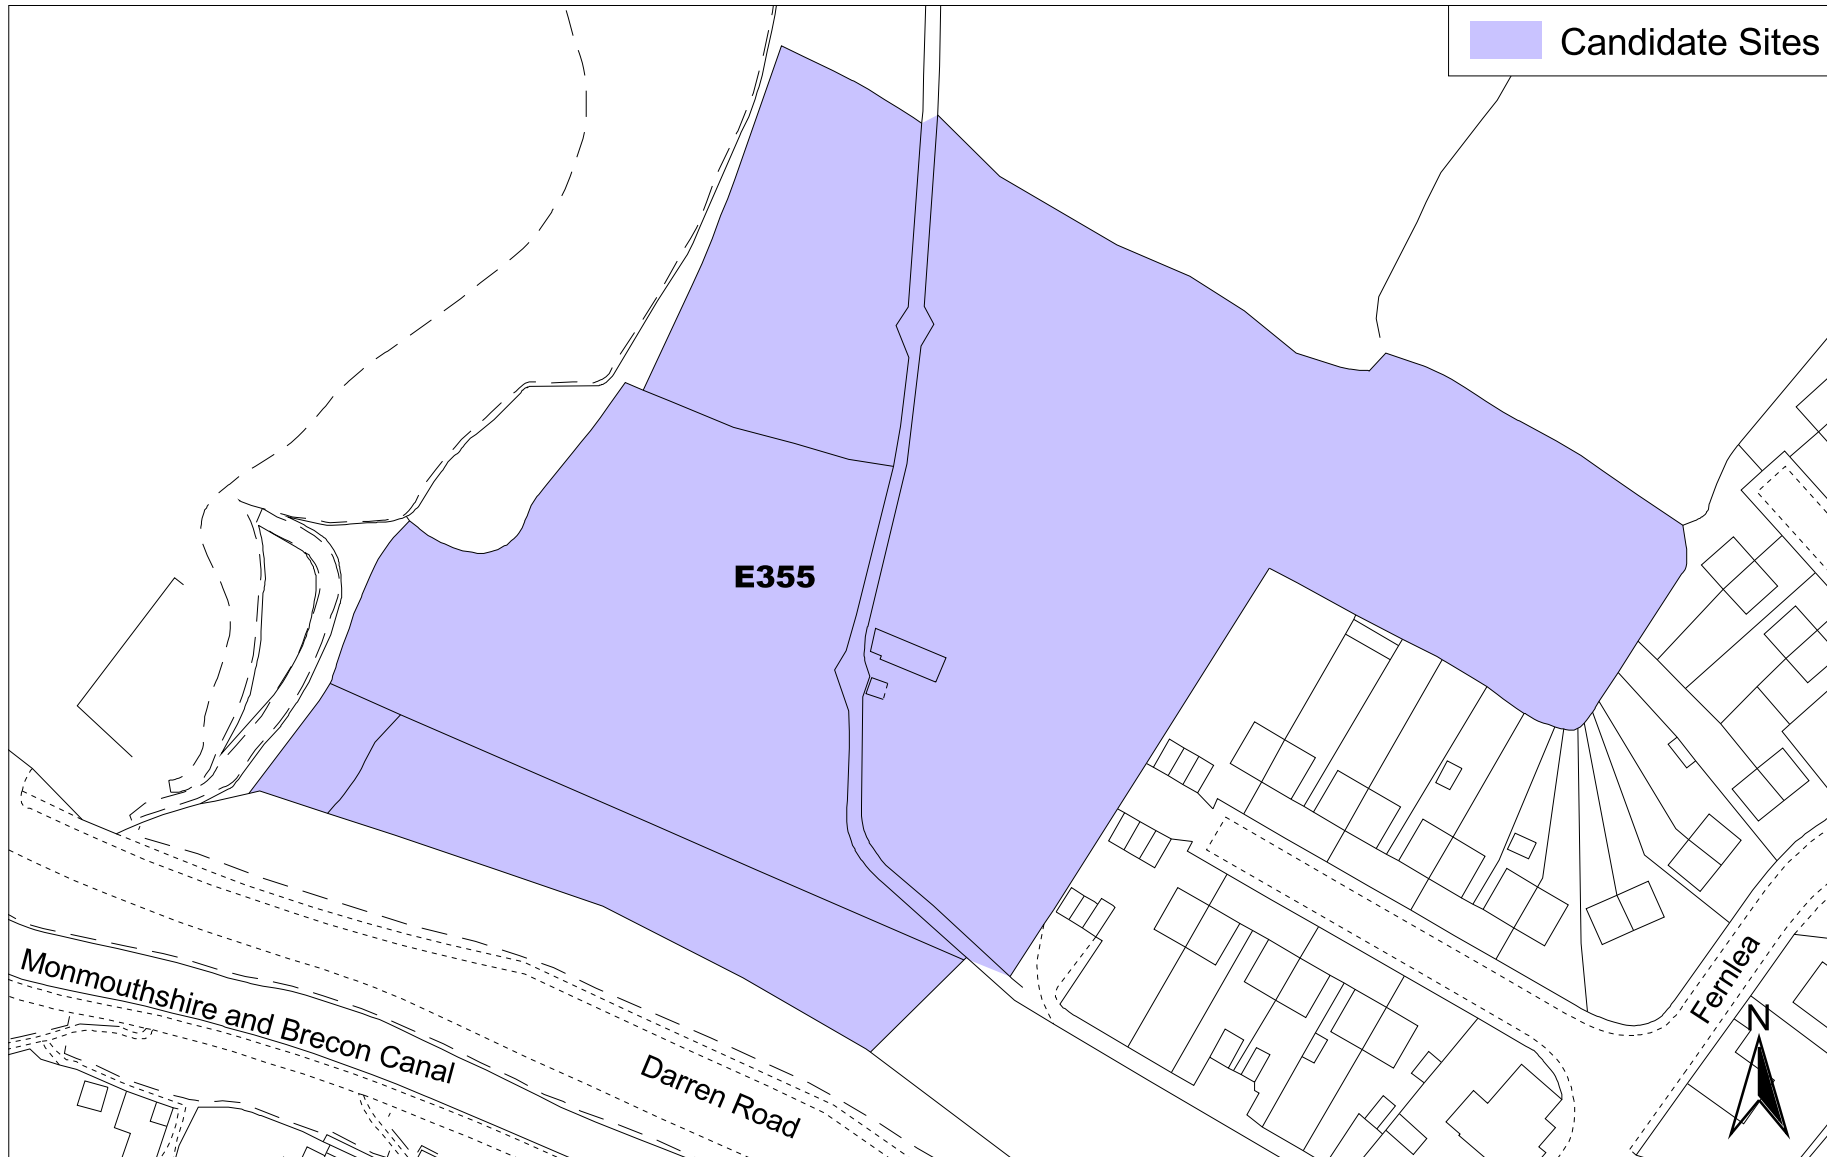 Candidate Sites
E355
Monmouthshire and Brecon Canal
Darren Road
Fernlea
N